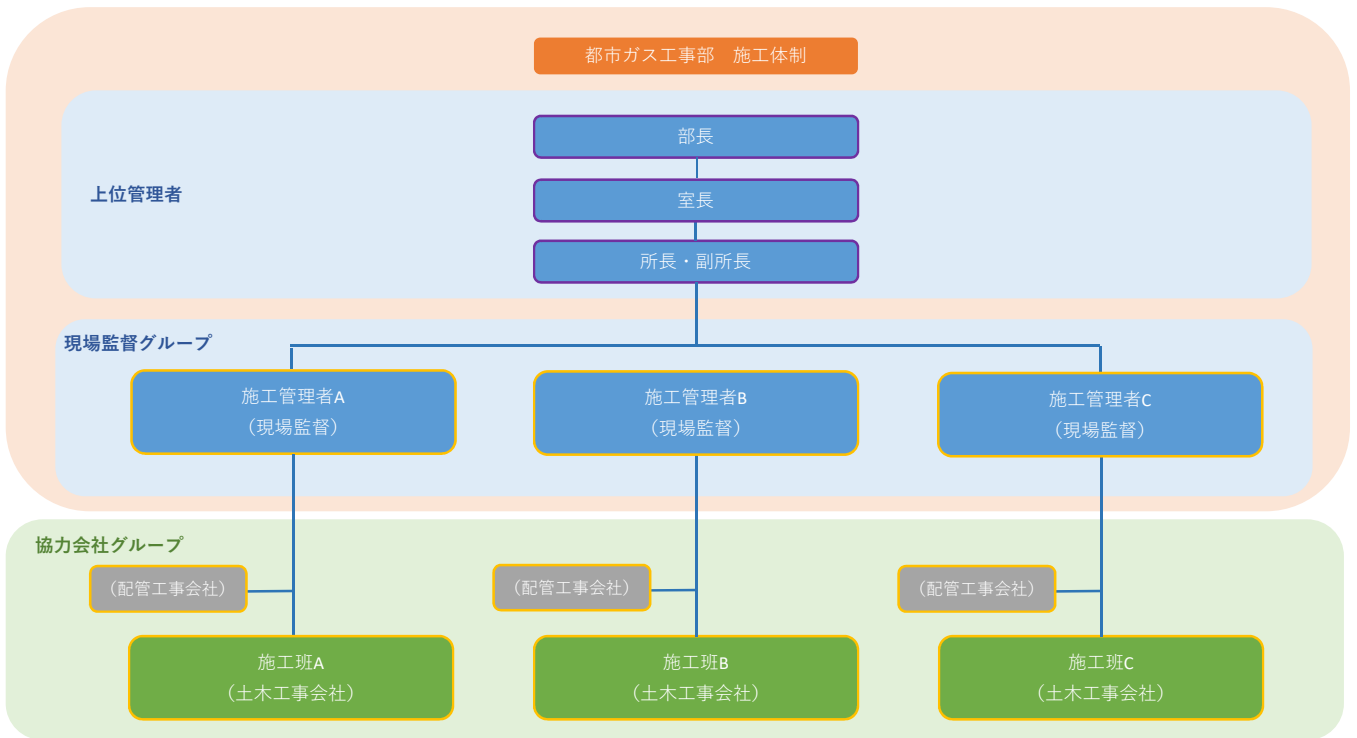 都市ガス工事部　施工体制
部長
上位管理者
室長
所長・副所長
現場監督グループ
施工管理者A
（現場監督）
施工管理者B
（現場監督）
施工管理者C
（現場監督）
協力会社グループ
（配管工事会社）
（配管工事会社）
（配管工事会社）
施工班A
（土木工事会社）
施工班B
（土木工事会社）
施工班C
（土木工事会社）